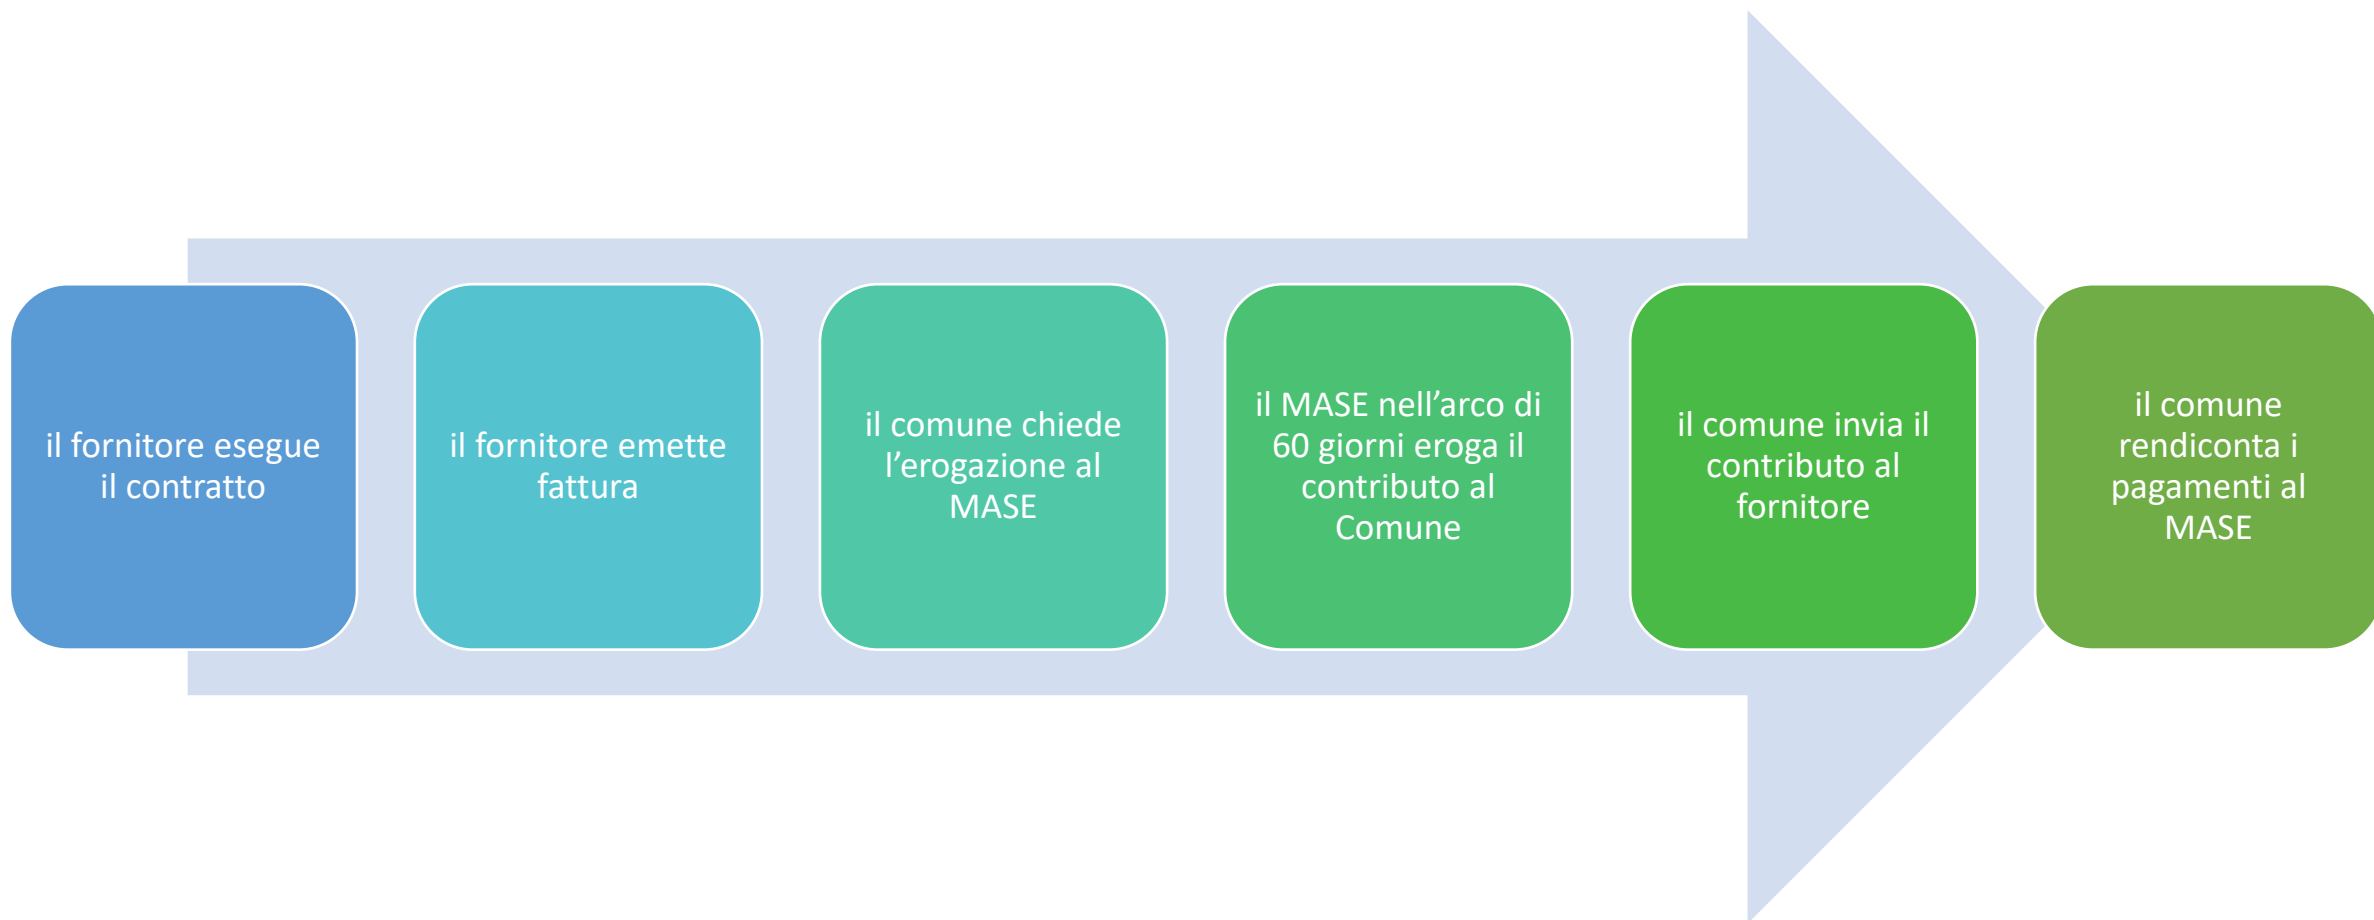 il fornitore esegue
il contratto
il fornitore emette
fattura
il comune chiede
l’erogazione al
MASE
il MASE nell’arco di
60 giorni eroga il
contributo al
Comune
il comune invia il
contributo al
fornitore
il comune
rendiconta i
pagamenti al
MASE